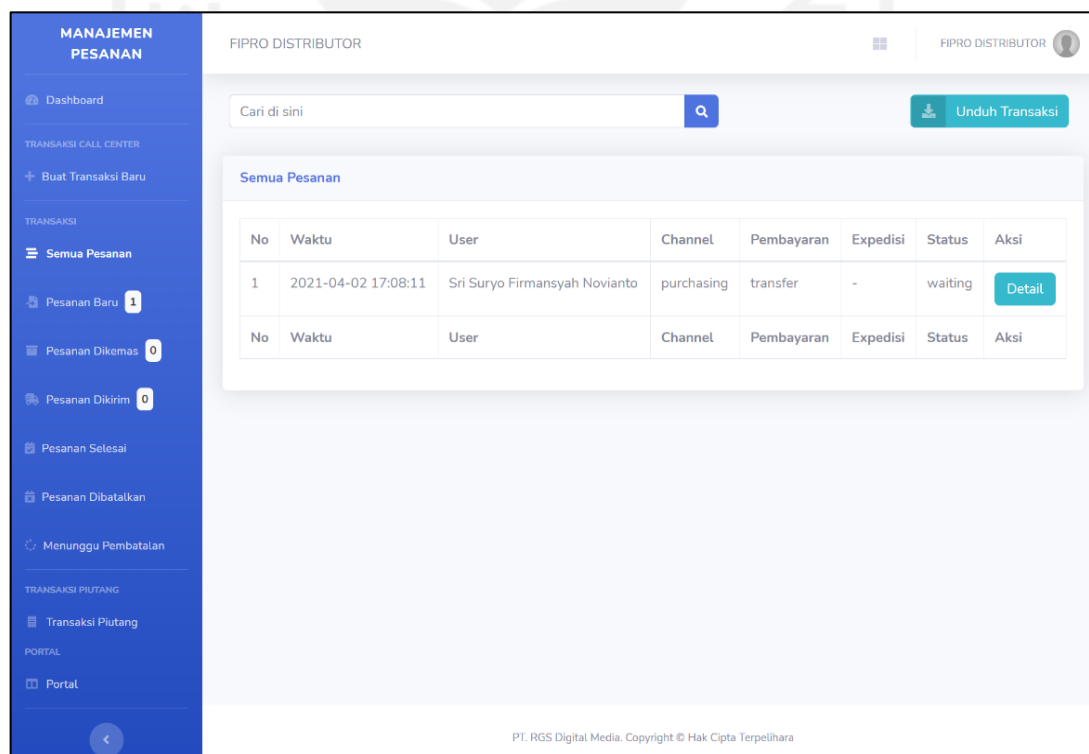 MANAJEMEN
PESANAN
Dashboard
TRANSAKSI CALL CENTER
Buat Transaksi Baru
TRANSAKSI
Semua Pesanan
Pesanan Baru 1
Pesanan Dikemas 0
Pesanan Dikirim 0
Pesanan Selesai
Pesanan Dibatalkan
Menunggu Pembatalan
TRANSAKSI PIUTANG
Transaksi Piutang
PORTAL
Portal
FIPRO DISTRIBUTOR FIPRO DISTRIBUTOR
Cari di sini Unduh Transaksi
Semua Pesanan
No Waktu User Channel Pembayaran Expedisi Status Aksi
1 2021-04-02 17:08:11 Sri Suryo Firmansyah Novianto purchasing transfer - waiting Detail
No Waktu User Channel Pembayaran Expedisi Status Aksi
PT. RGS Digital Media. Copyright © Hak Cipta Terpelihara